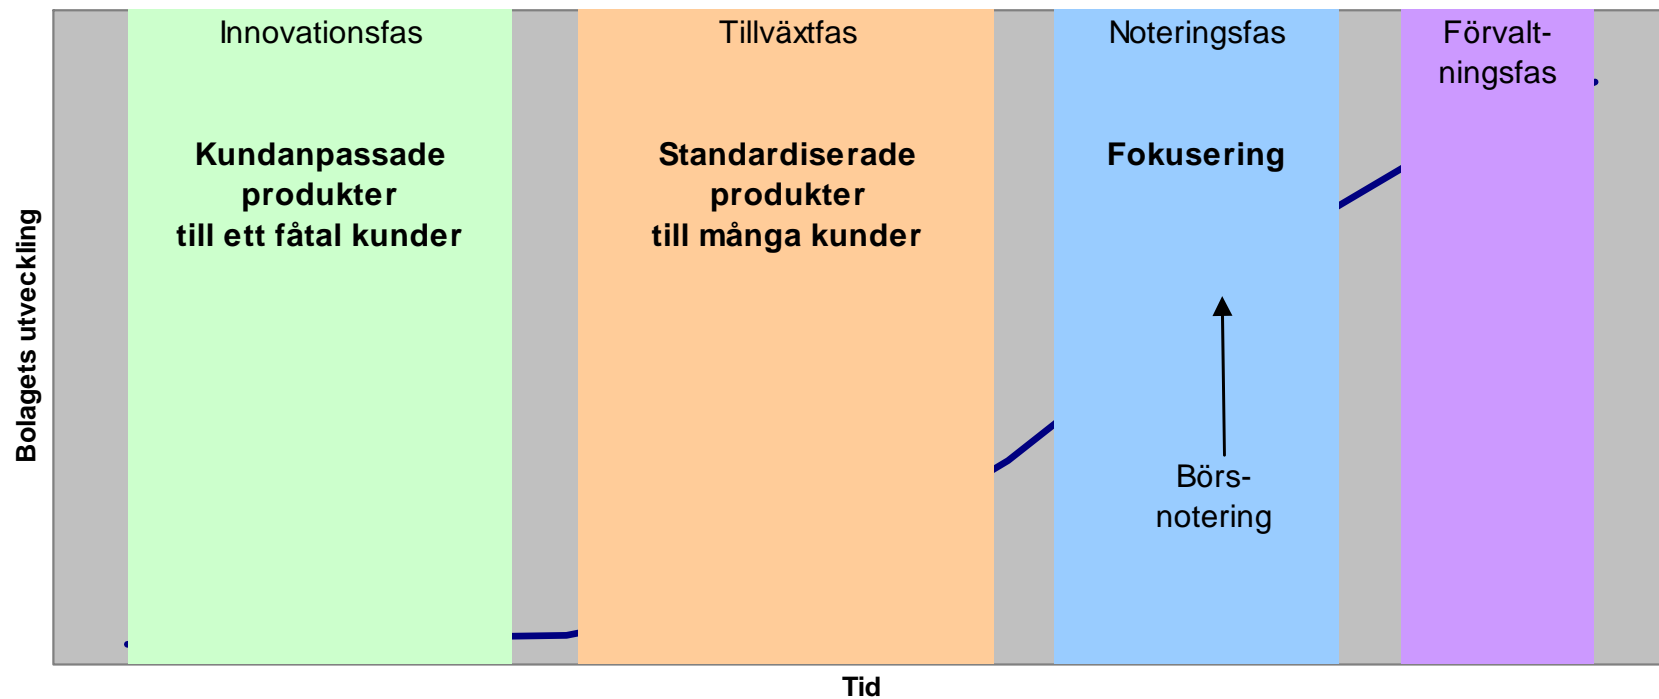 Innovationsfas
Kundanpassade
produkter
till ett fåtal kunder
Tillväxtfas
Standardiserade
produkter
till många kunder
Noteringsfas
Fokusering
Börs-
notering
Förvalt-
ningsfas
Bolagets utveckling
Tid